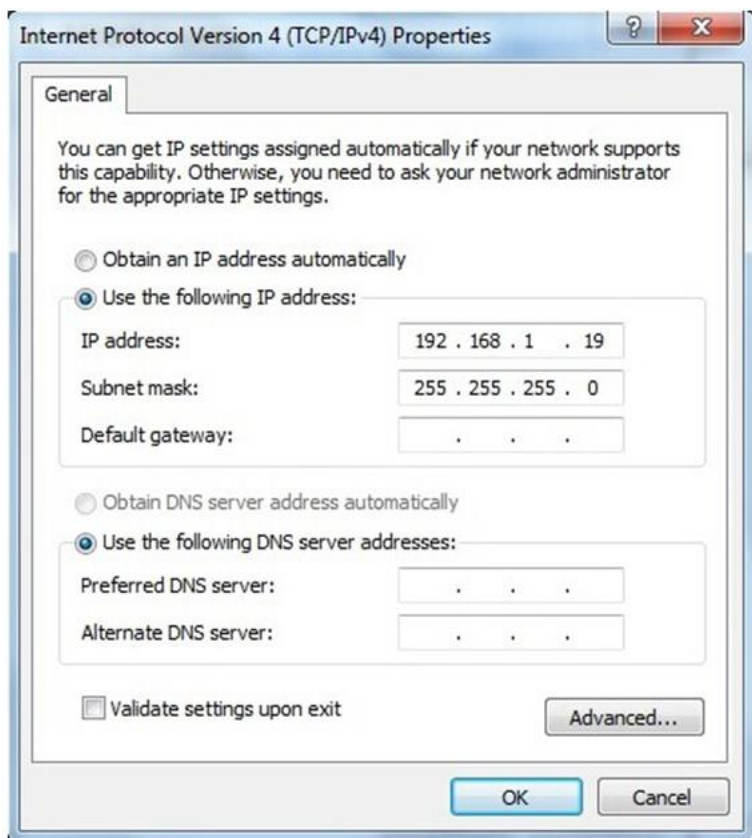 Internet Protocol Version 4 (TCP/IPv4) Properties
General
You can get IP settings assigned automatically if your network supports
this capability. Otherwise, you need to ask your network administrator
for the appropriate IP settings.
Obtain an IP address automatically
Use the following IP address:
IP address: 192 . 168 . 1 . 19
Subnet mask: 255 . 255 . 255 . 0
Default gateway: . . .
Obtain DNS server address automatically
Use the following DNS server addresses:
Preferred DNS server: . . .
Alternate DNS server: . . .
Validate settings upon exit
Advanced...
OK Cancel